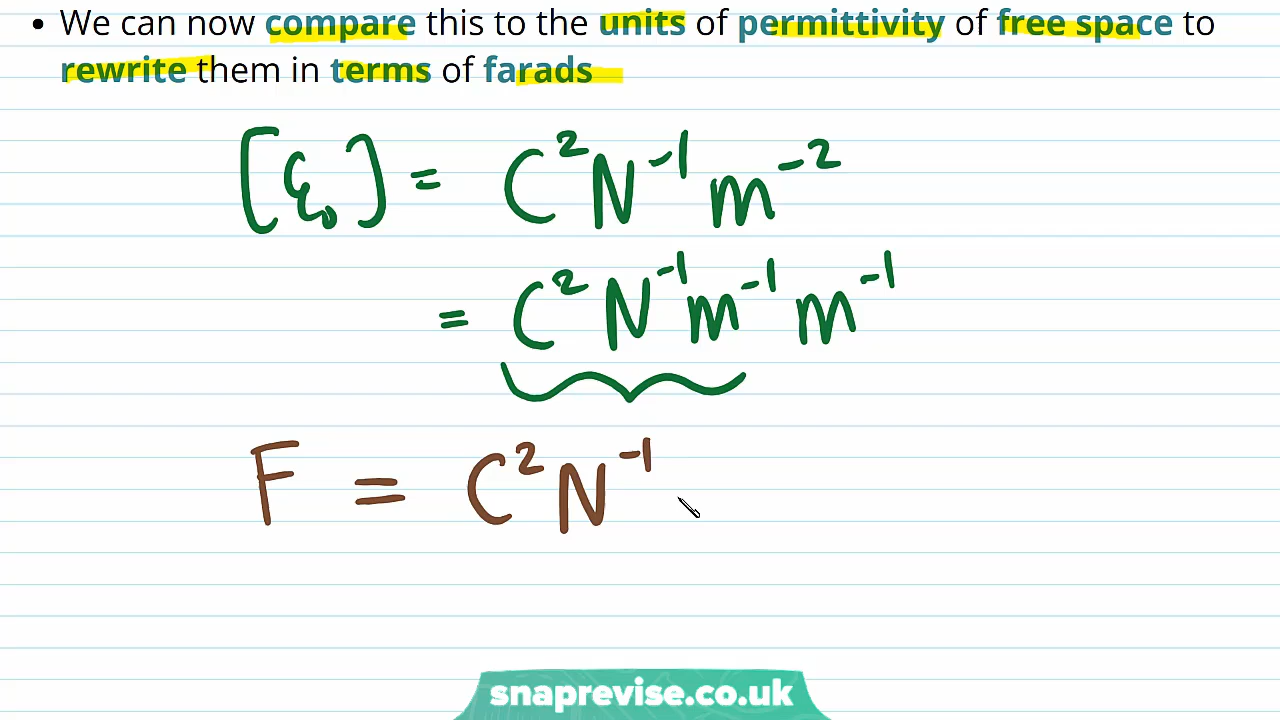 • We can now compare this to the units of permittivity of free space to
rewrite them in terms of farads
[ε₀] = C²N⁻¹m⁻²
= C²N⁻¹m⁻¹m⁻¹
F = C²N⁻¹
snaprevise.co.uk